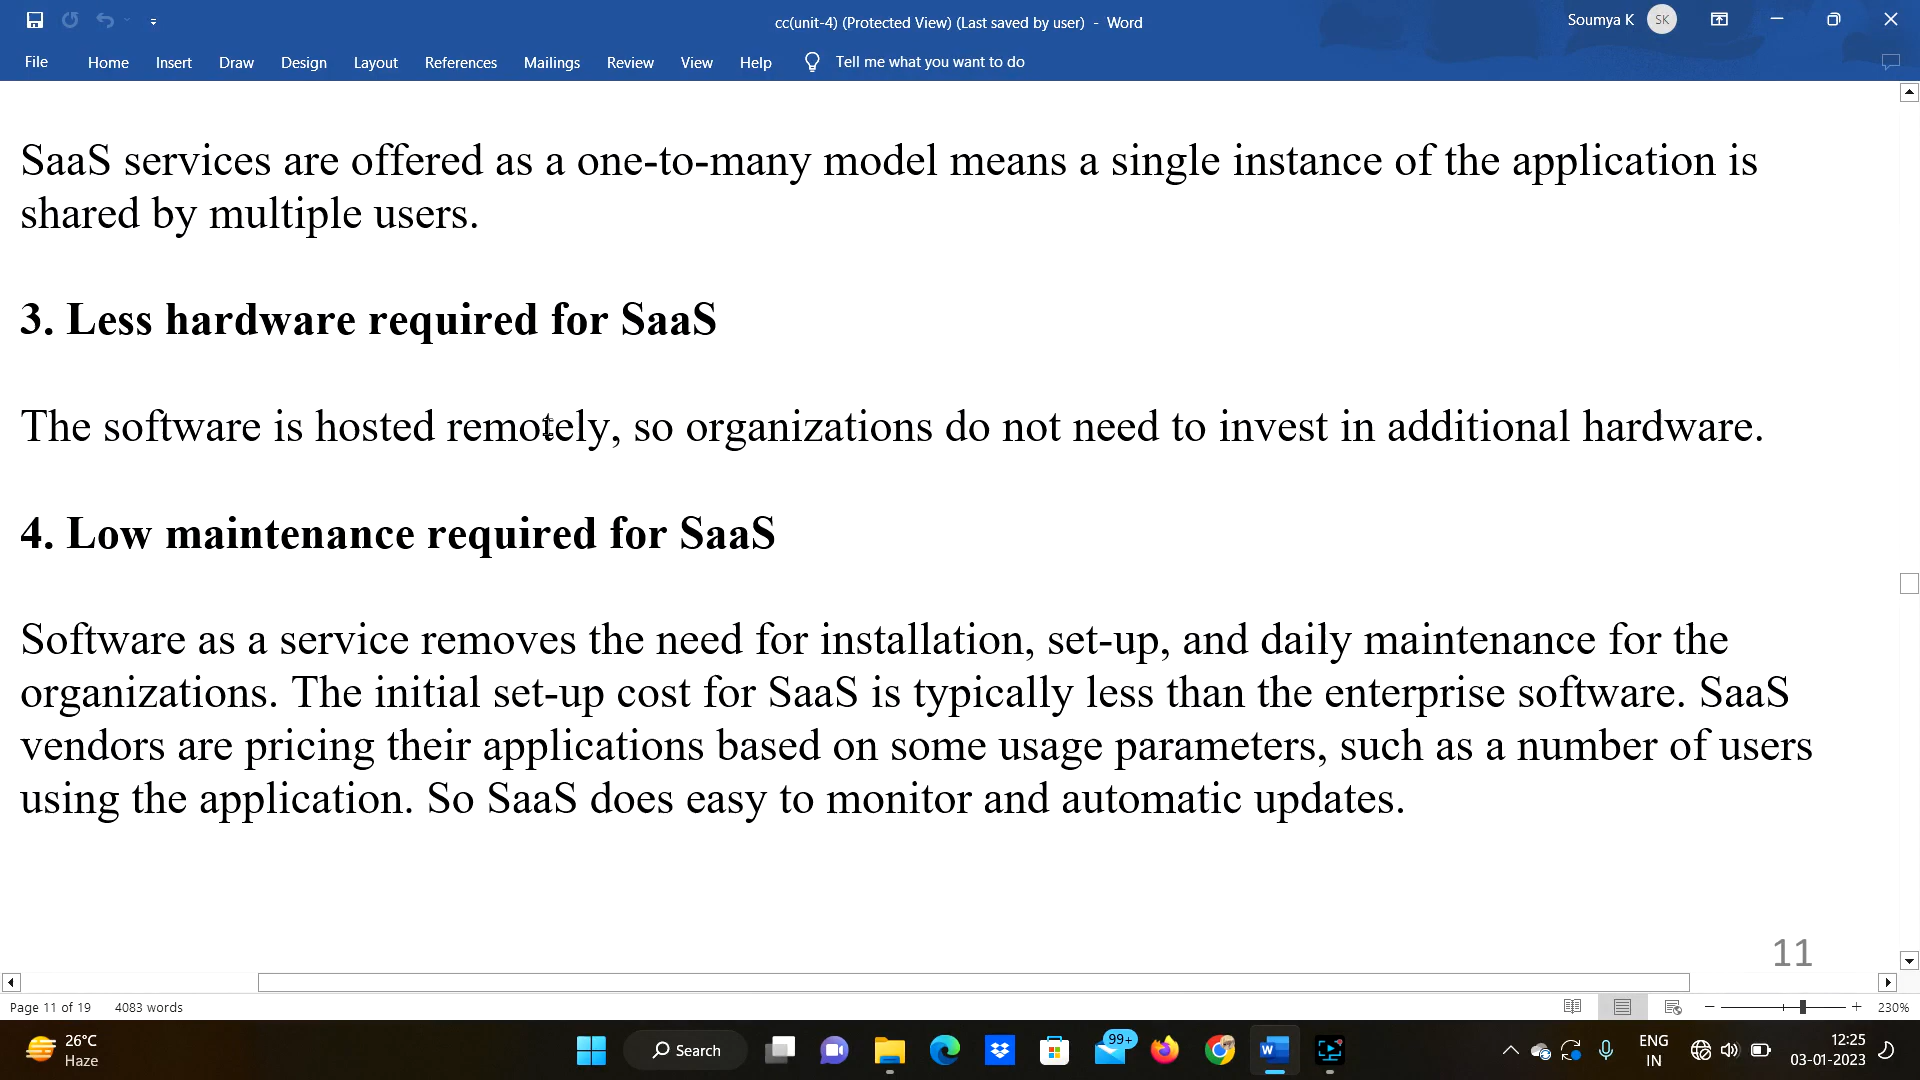 cc(unit-4) (Protected View) (Last saved by user) - Word
Soumya K
SK
File
Home
Insert
Draw
Design
Layout
References
Mailings
Review
View
Help
Tell me what you want to do
SaaS services are offered as a one-to-many model means a single instance of the application is
shared by multiple users.
3. Less hardware required for SaaS
The software is hosted remotely, so organizations do not need to invest in additional hardware.
4. Low maintenance required for SaaS
Software as a service removes the need for installation, set-up, and daily maintenance for the
organizations. The initial set-up cost for SaaS is typically less than the enterprise software. SaaS
vendors are pricing their applications based on some usage parameters, such as a number of users
using the application. So SaaS does easy to monitor and automatic updates.
11
Page 11 of 19
4083 words
230%
26°C
Haze
Search
99+
ENG
IN
12:25
03-01-2023